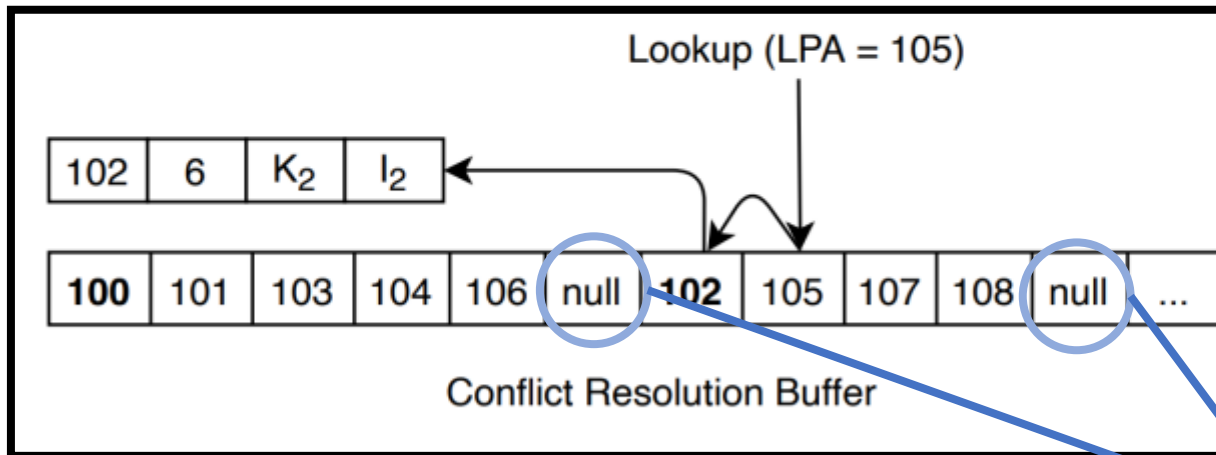 Lookup (LPA = 105)
102 6 K₂ I₂
100 101 103 104 106 null 102 105 107 108 null ...
Conflict Resolution Buffer